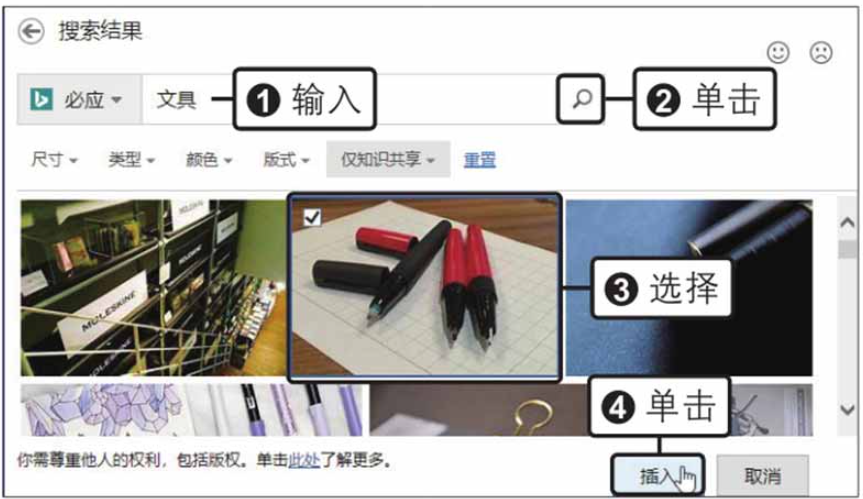 搜索结果
必应 文具 ❶ 输入 ❷ 单击
尺寸 类型 颜色 版式 仅知识共享 重置
MOLESKINE
MOLESKINE
❸ 选择
❹ 单击
你需尊重他人的权利，包括版权。单击此处了解更多。
插入 取消